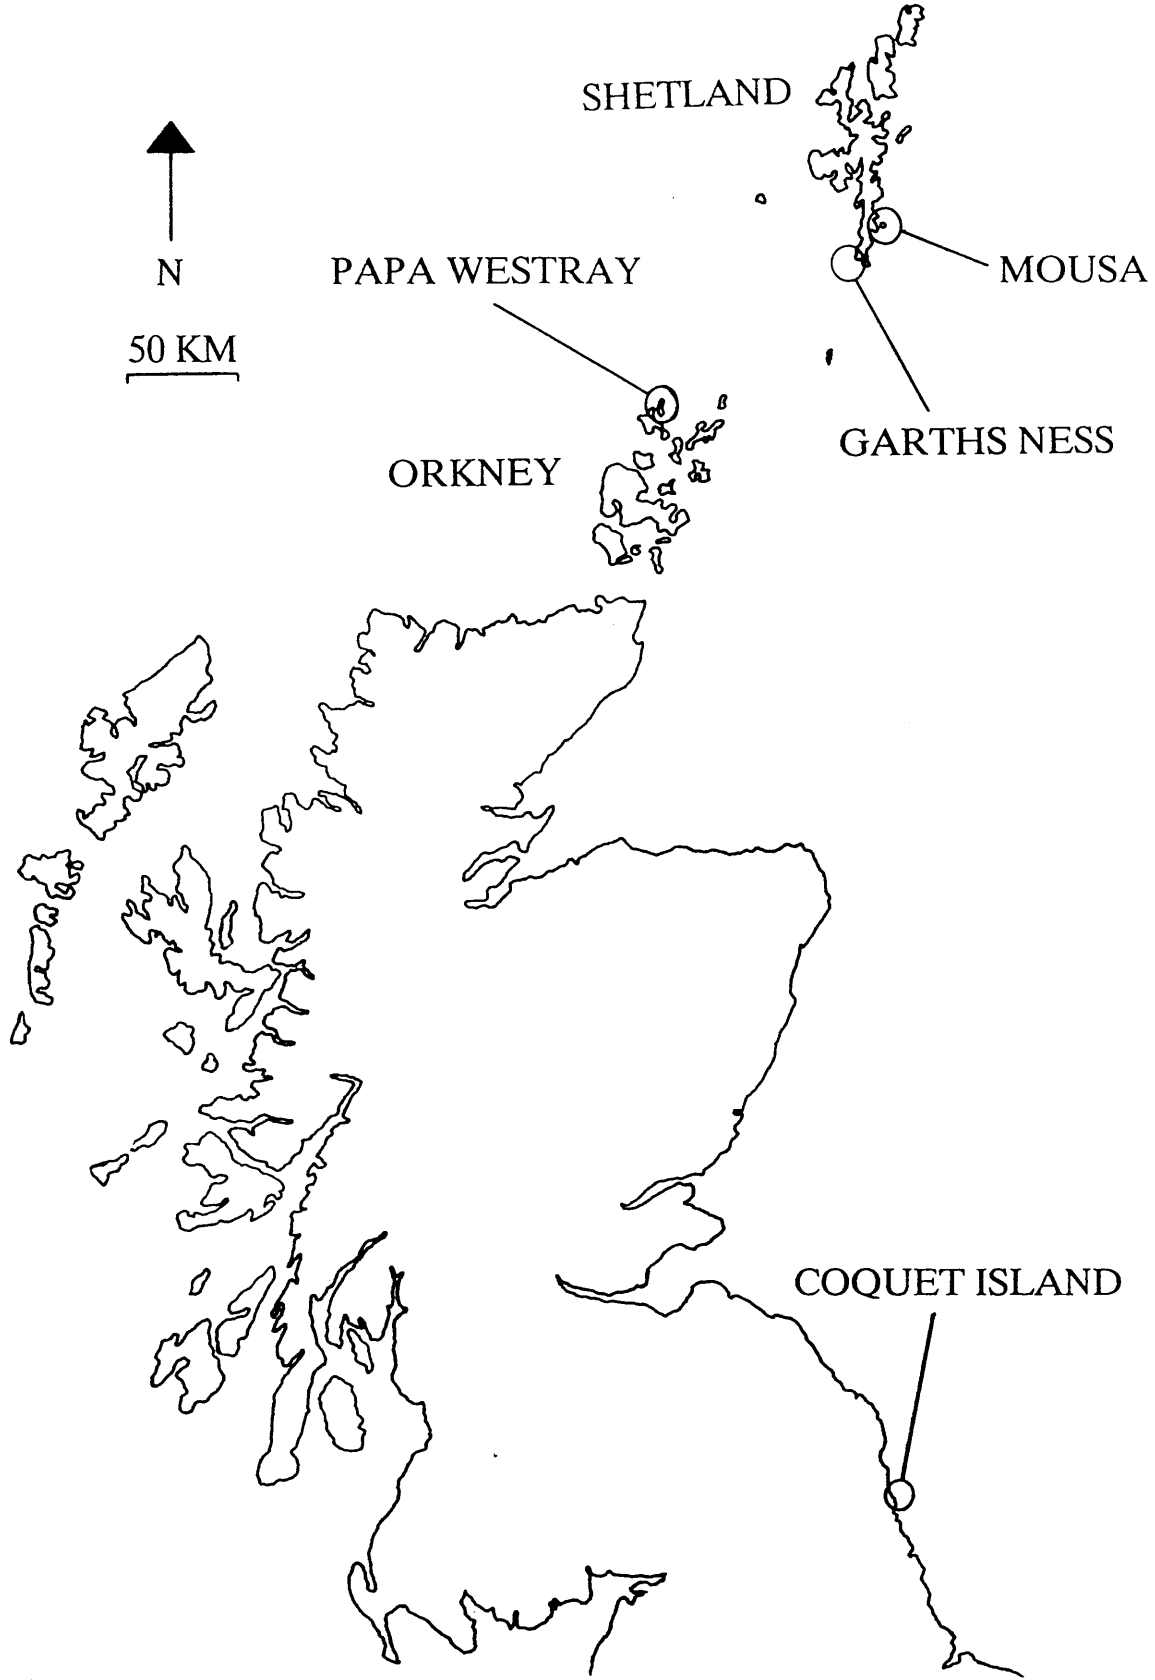 SHETLAND
N
PAPA WESTRAY
MOUSA
50 KM
GARTHS NESS
ORKNEY
COQUET ISLAND